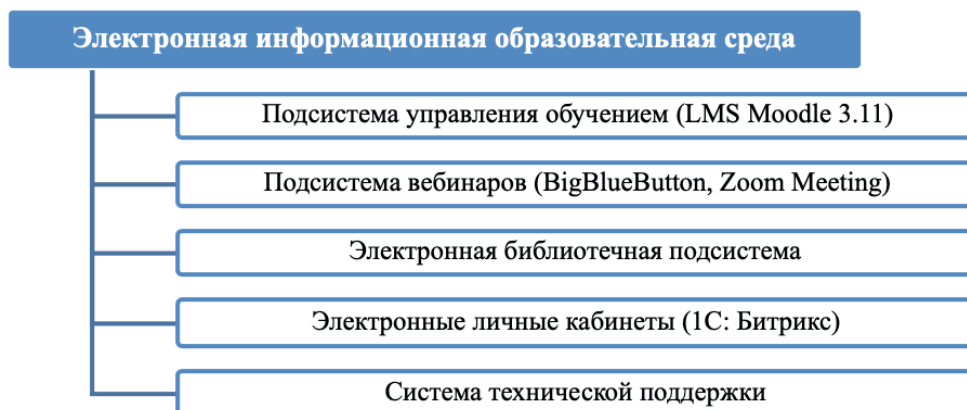 Электронная информационная образовательная среда
Подсистема управления обучением (LMS Moodle 3.11)
Подсистема вебинаров (BigBlueButton, Zoom Meeting)
Электронная библиотечная подсистема
Электронные личные кабинеты (1С: Битрикс)
Система технической поддержки